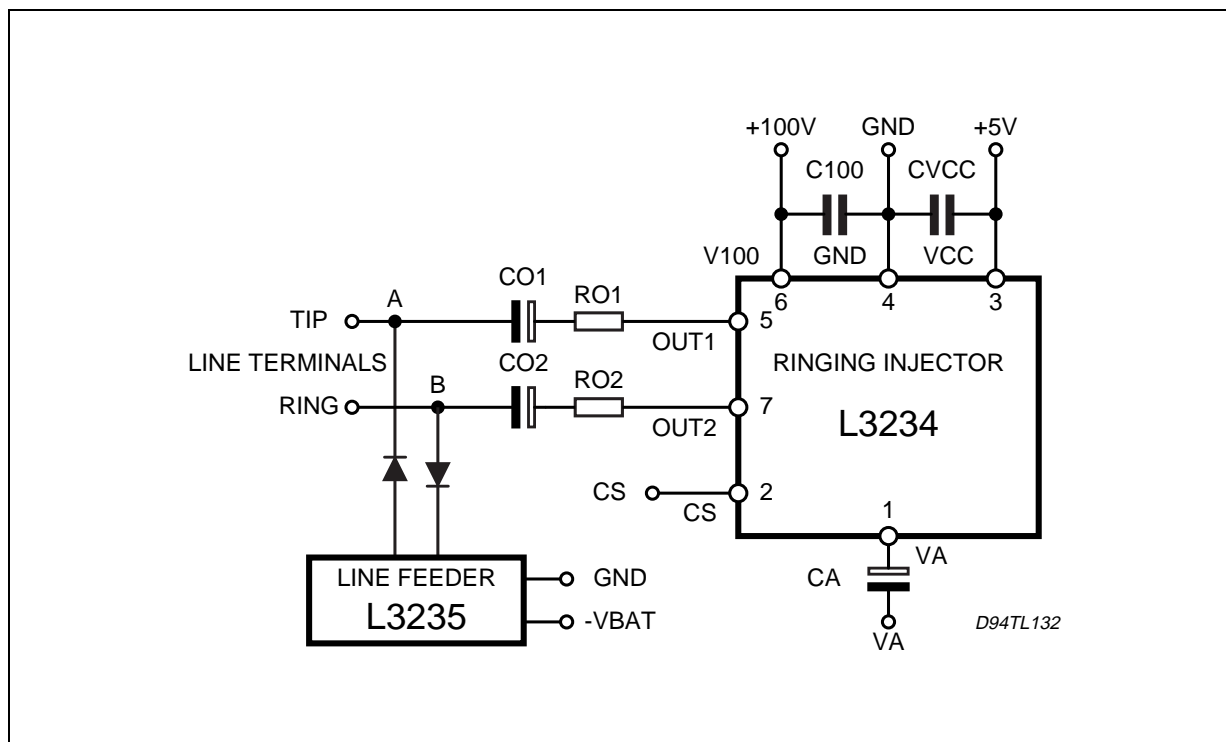 +100V GND +5V
C100 CVCC
V100 GND VCC
6 4 3
CO1 RO1
A
TIP 5
OUT1
LINE TERMINALS CO2 RO2 RINGING INJECTOR
B
RING 7
OUT2 L3234
CS 2
CS
1
VA
CA
VA
LINE FEEDER GND
L3235 -VBAT
D94TL132